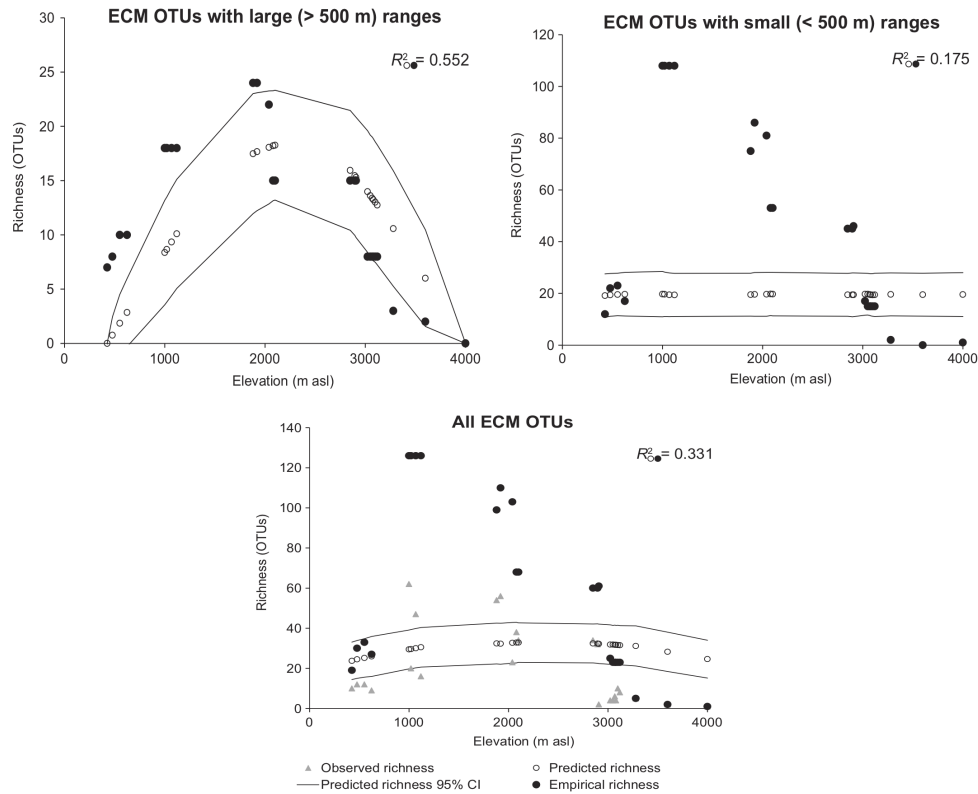 ECM OTUs with large (> 500 m) ranges
R² = 0.552
Richness (OTUs)
30
25
20
15
10
5
0
0 1000 2000 3000 4000
Elevation (m asl)
ECM OTUs with small (< 500 m) ranges
R² = 0.175
Richness (OTUs)
120
100
80
60
40
20
0
0 1000 2000 3000 4000
Elevation (m asl)
All ECM OTUs
R² = 0.331
Richness (OTUs)
140
120
100
80
60
40
20
0
0 1000 2000 3000 4000
Elevation (m asl)
Observed richness
Predicted richness
Predicted richness 95% CI
Empirical richness